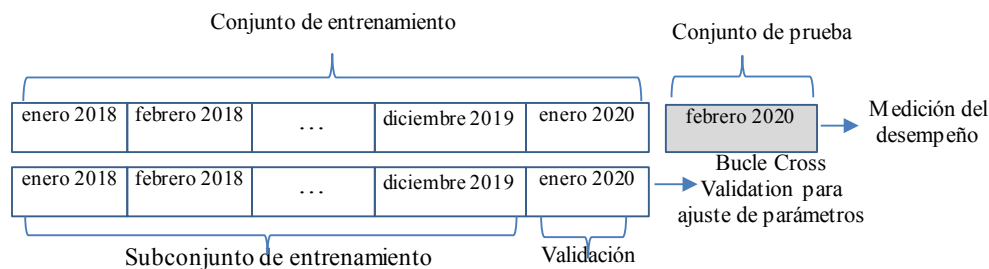 Conjunto de entrenamiento
Conjunto de prueba
enero 2018 febrero 2018 ... diciembre 2019 enero 2020 febrero 2020
Medición del
desempeño
enero 2018 febrero 2018 ... diciembre 2019 enero 2020
Bucle Cross
Validation para
ajuste de parámetros
Subconjunto de entrenamiento
Validación